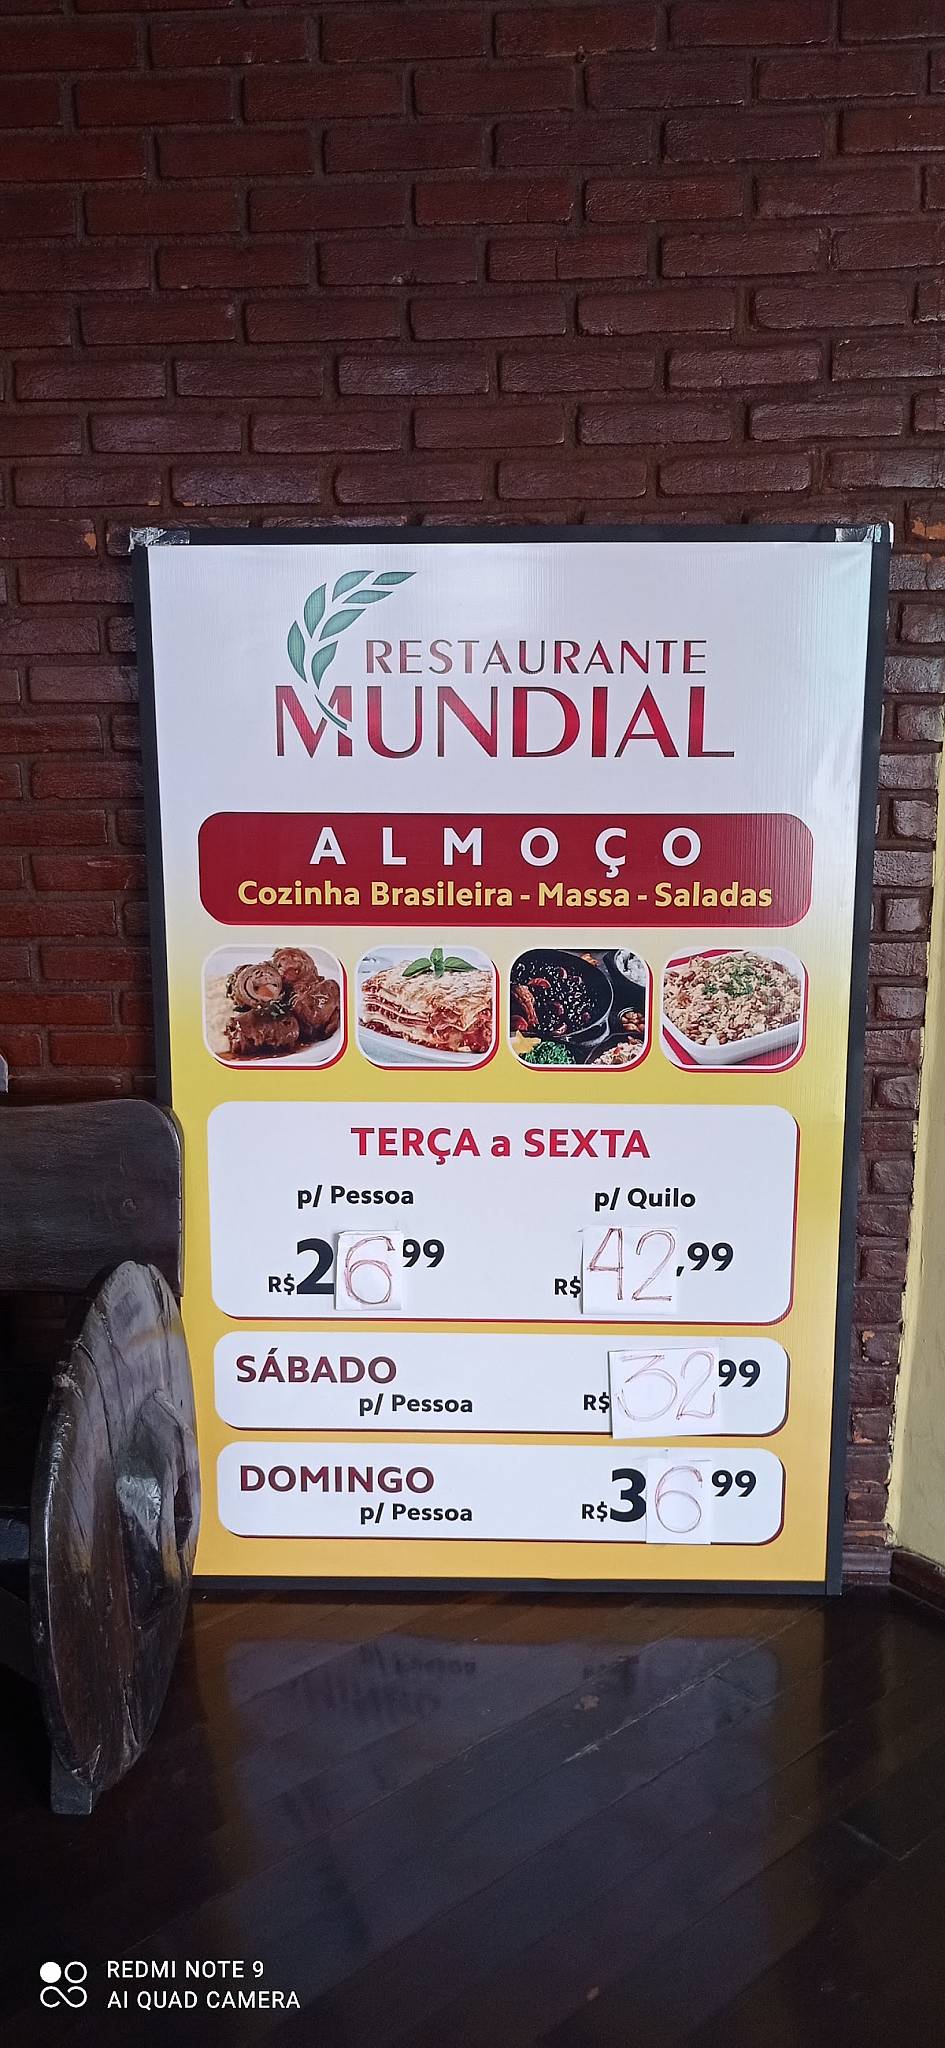 RESTAURANTE
MUNDIAL
ALMOÇO
Cozinha Brasileira - Massa - Saladas
TERÇA a SEXTA
p/ Pessoa
p/ Quilo
R$26 99
R$42,99
SÁBADO
p/ Pessoa
R$32 99
DOMINGO
p/ Pessoa
R$36 99
REDMI NOTE 9
AI QUAD CAMERA